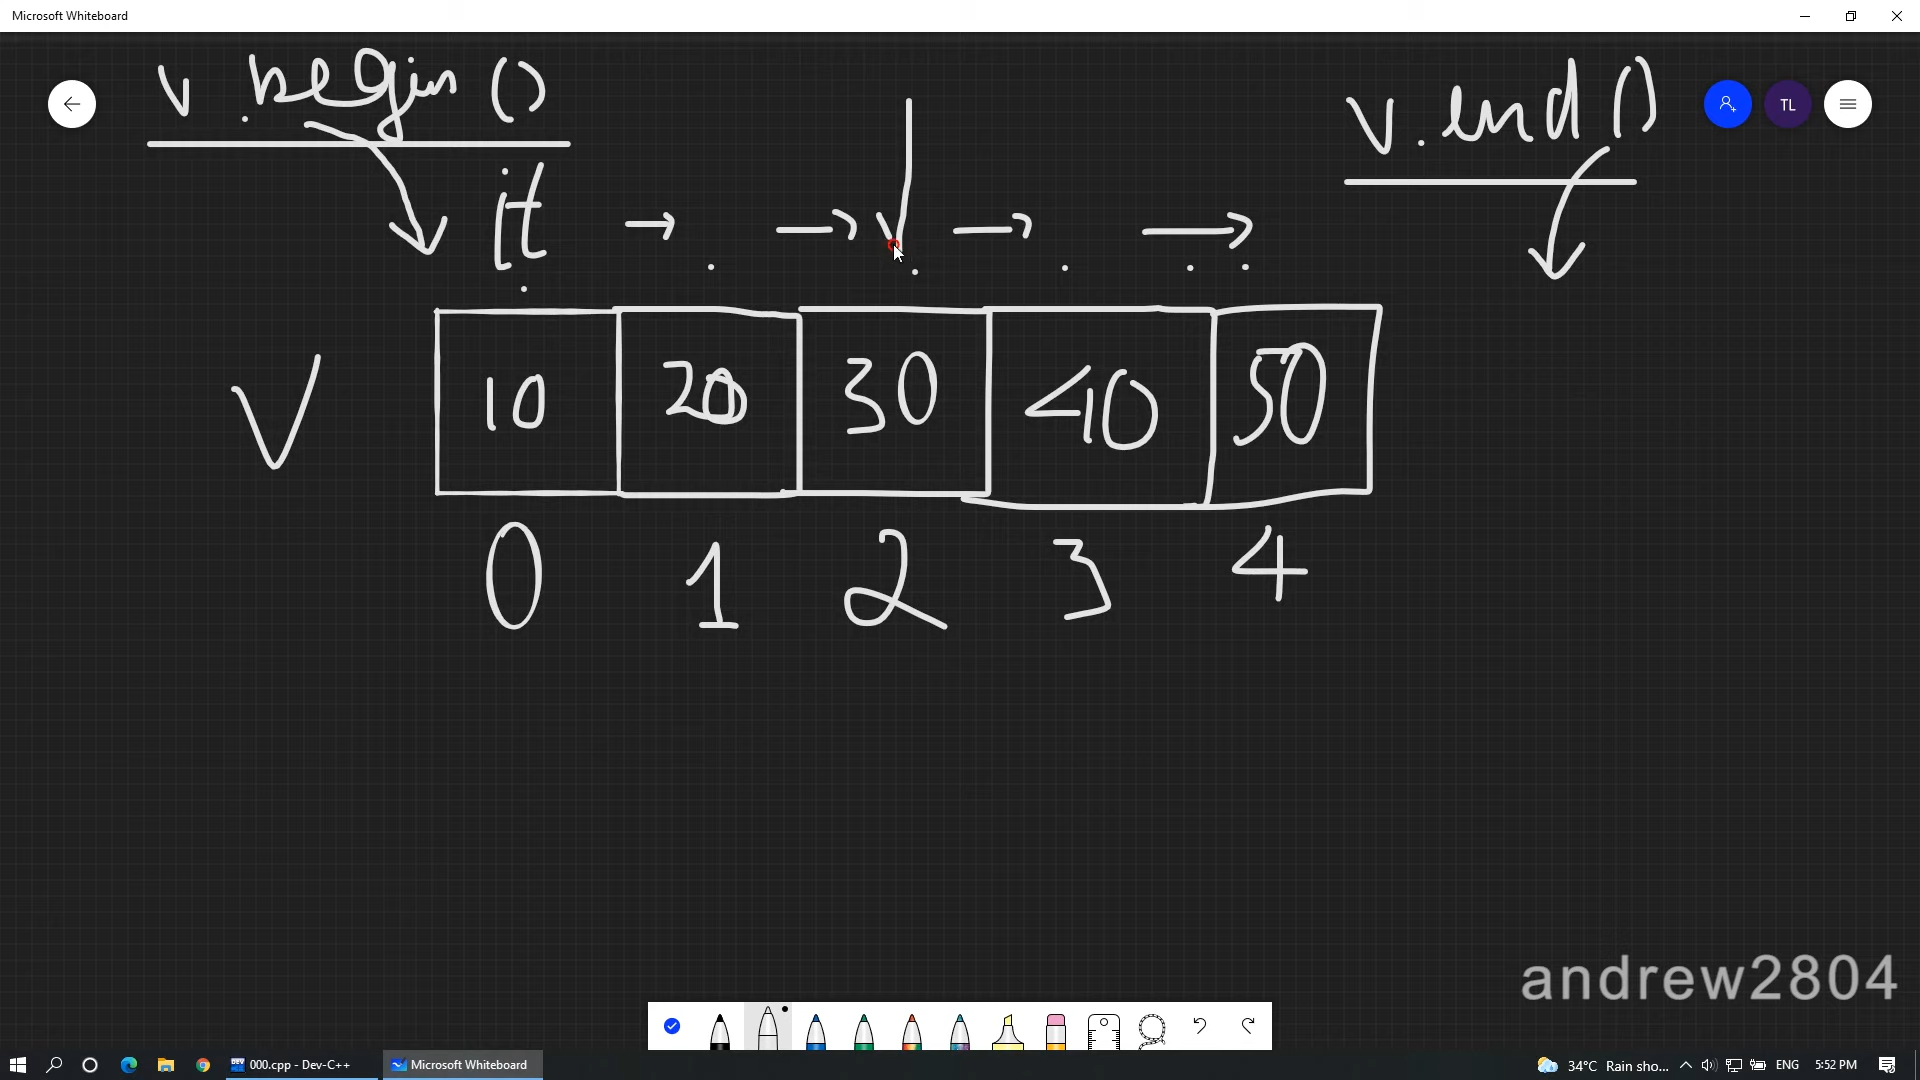 Microsoft Whiteboard
v.begin()
v.end()
TL
it
V
10 20 30 40 50
0 1 2 3 4
andrew2804
000.cpp - Dev-C++
Microsoft Whiteboard
34°C Rain sho...
ENG
5:52 PM